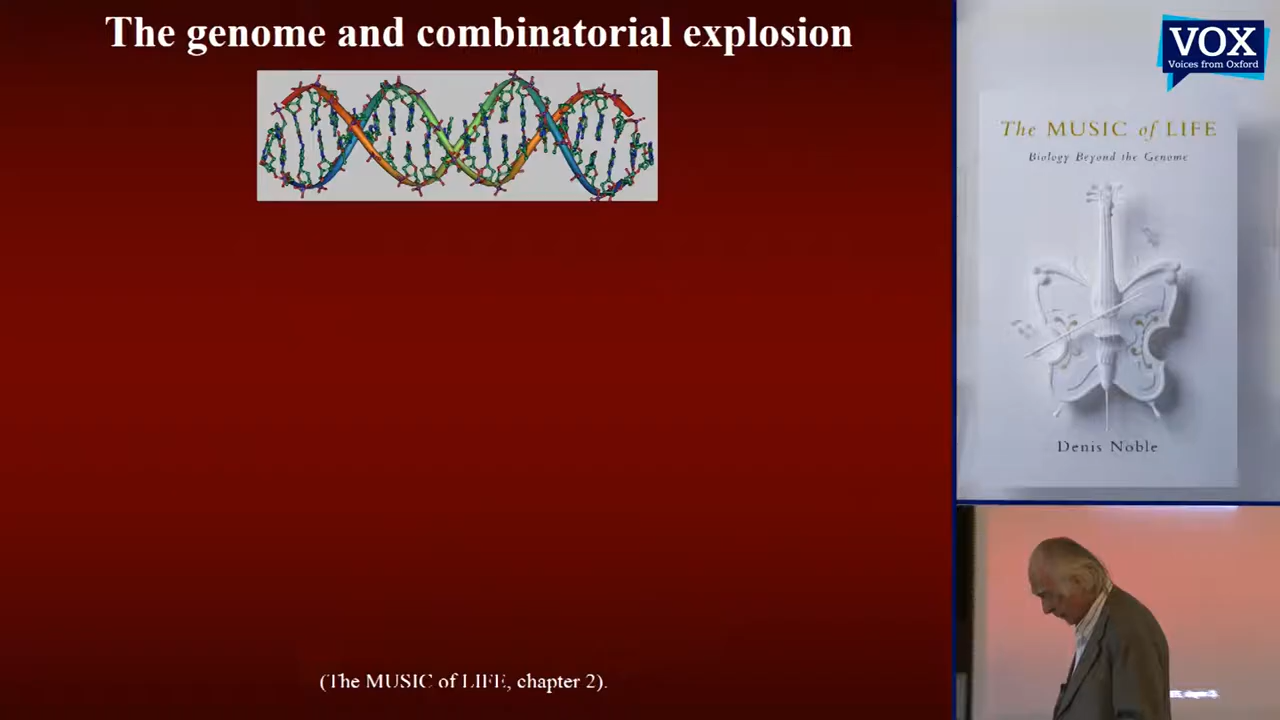 The genome and combinatorial explosion
(The MUSIC of LIFE, chapter 2).
VOX
Voices from Oxford
The MUSIC of LIFE
Biology Beyond the Genome
Denis Noble